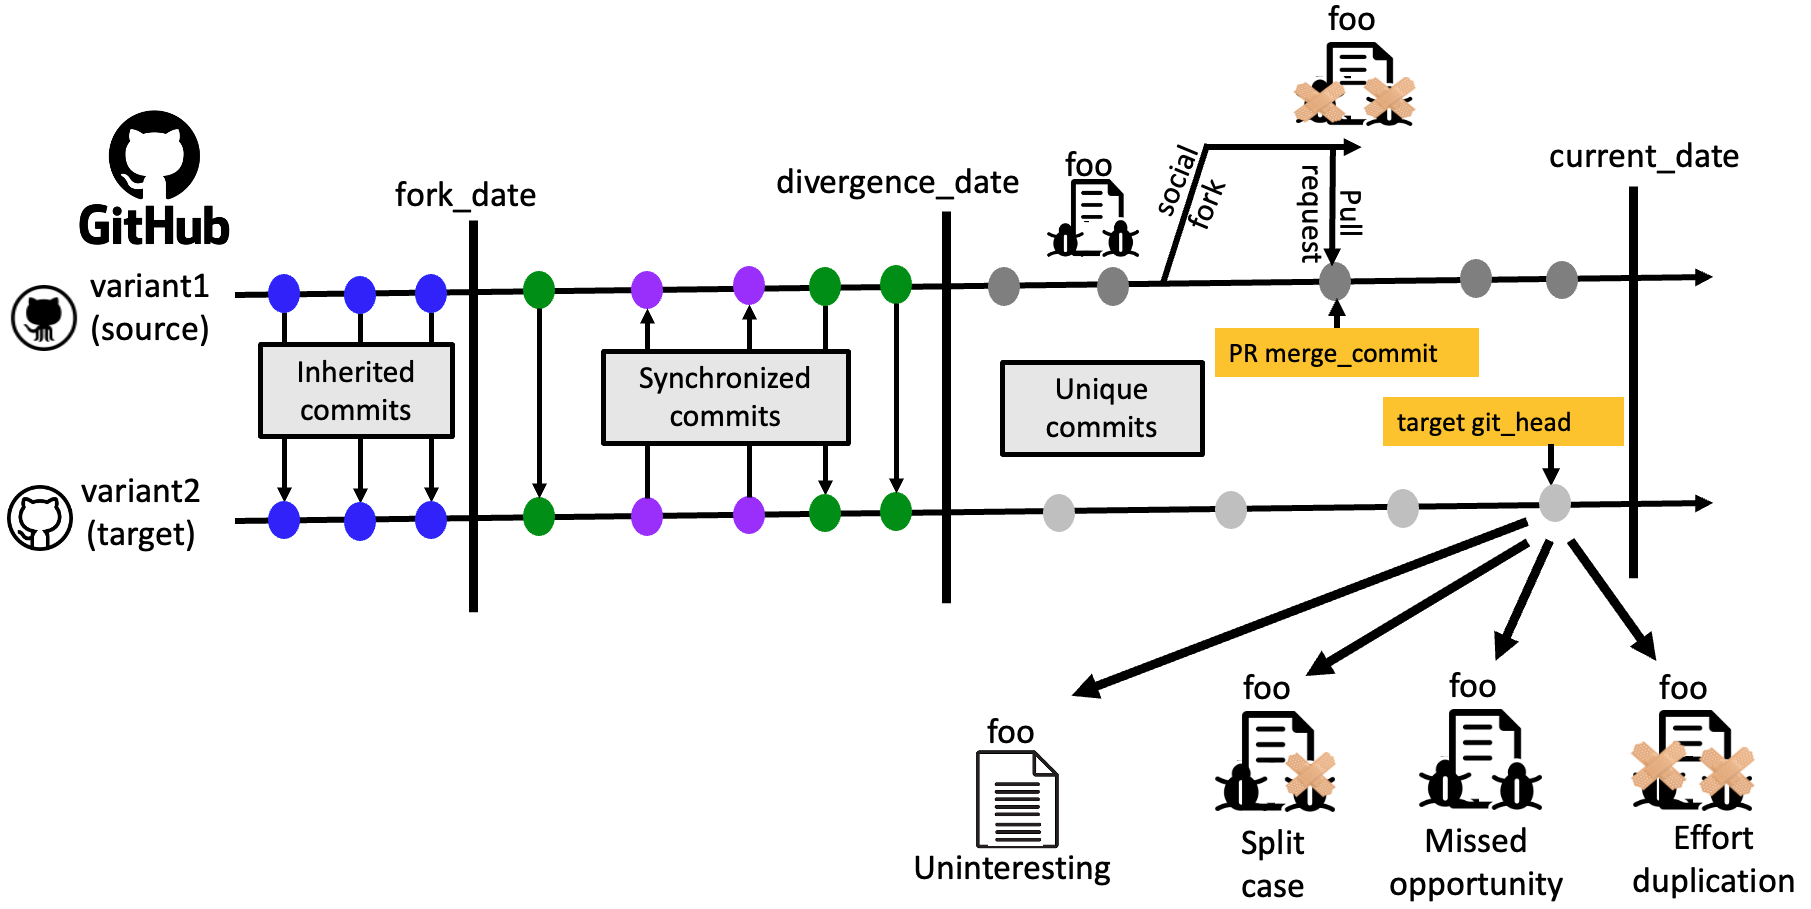 foo
foo
social
fork
Pull
request
current_date
GitHub
fork_date
divergence_date
variant1
(source)
Inherited
commits
Synchronized
commits
Unique
commits
PR merge_commit
target git_head
variant2
(target)
foo
Uninteresting
foo
Split
case
foo
Missed
opportunity
foo
Effort
duplication